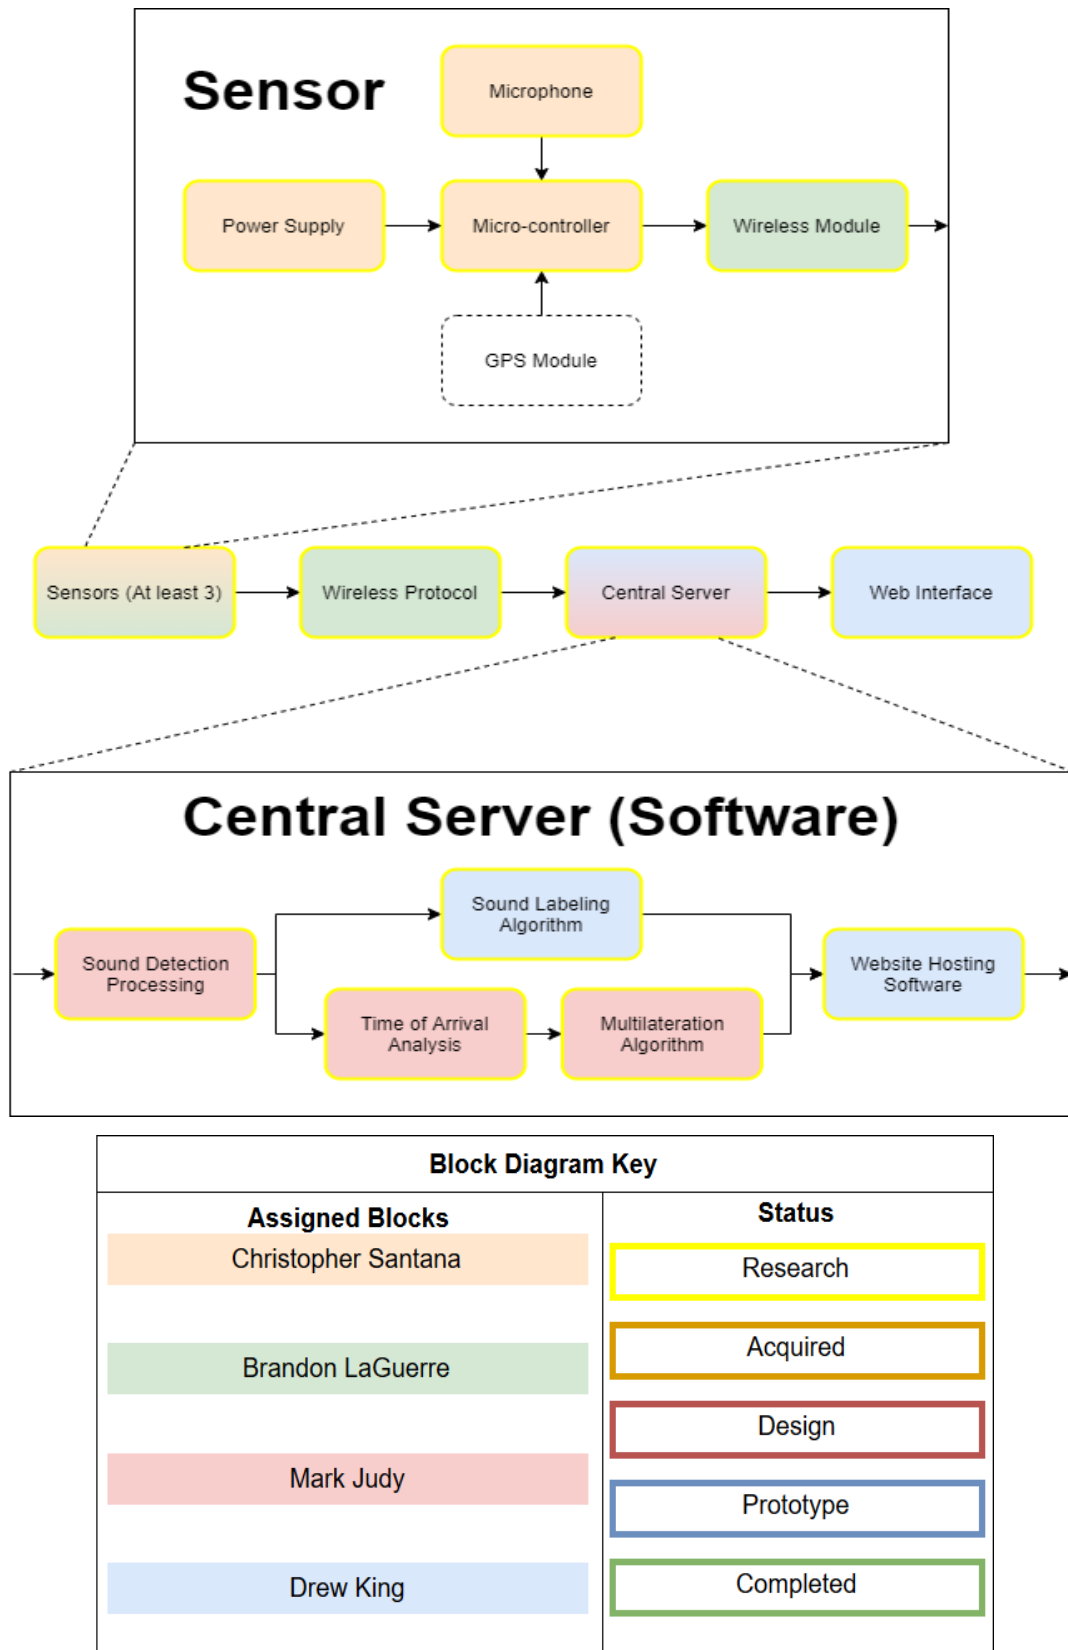 Sensor
Microphone
Power Supply
Micro-controller
Wireless Module
GPS Module
Sensors (At least 3)
Wireless Protocol
Central Server
Web Interface
Central Server (Software)
Sound Labeling
Algorithm
Sound Detection
Processing
Website Hosting
Software
Time of Arrival
Analysis
Multilateration
Algorithm
Block Diagram Key
Assigned Blocks
Christopher Santana
Brandon LaGuerre
Mark Judy
Drew King
Status
Research
Acquired
Design
Prototype
Completed